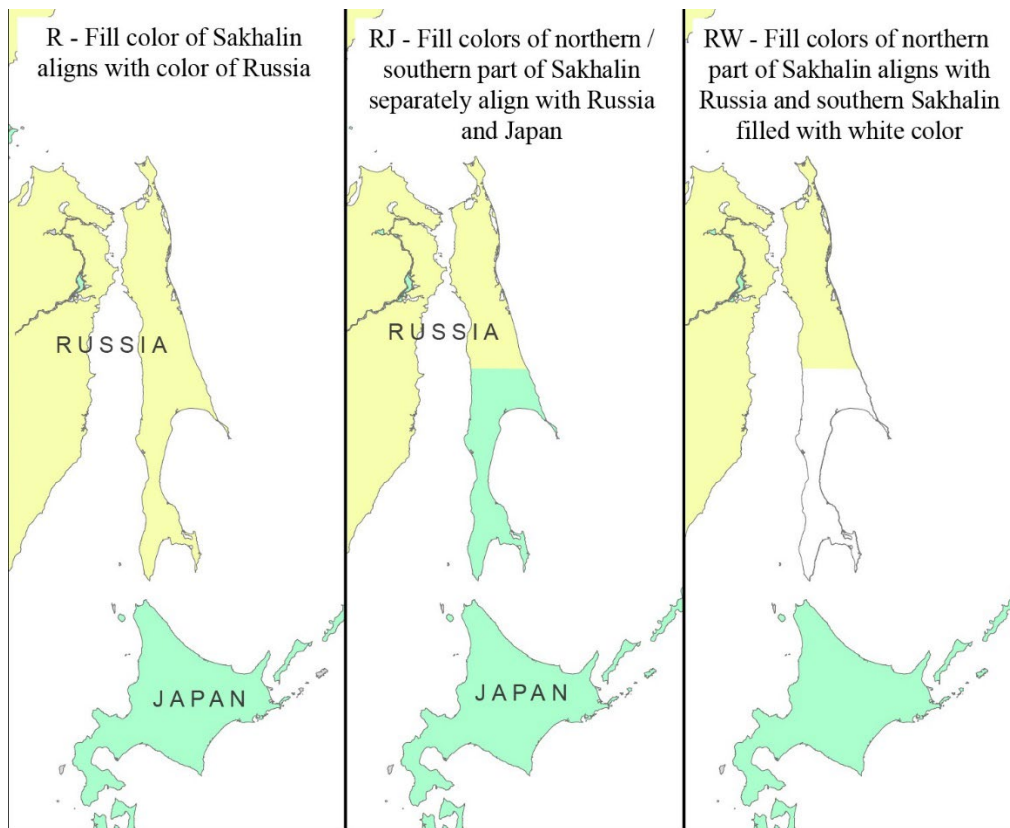 R - Fill color of Sakhalin
aligns with color of Russia
RUSSIA
JAPAN
RJ - Fill colors of northern /
southern part of Sakhalin
separately align with Russia
and Japan
RUSSIA
JAPAN
RW - Fill colors of northern
part of Sakhalin aligns with
Russia and southern Sakhalin
filled with white color